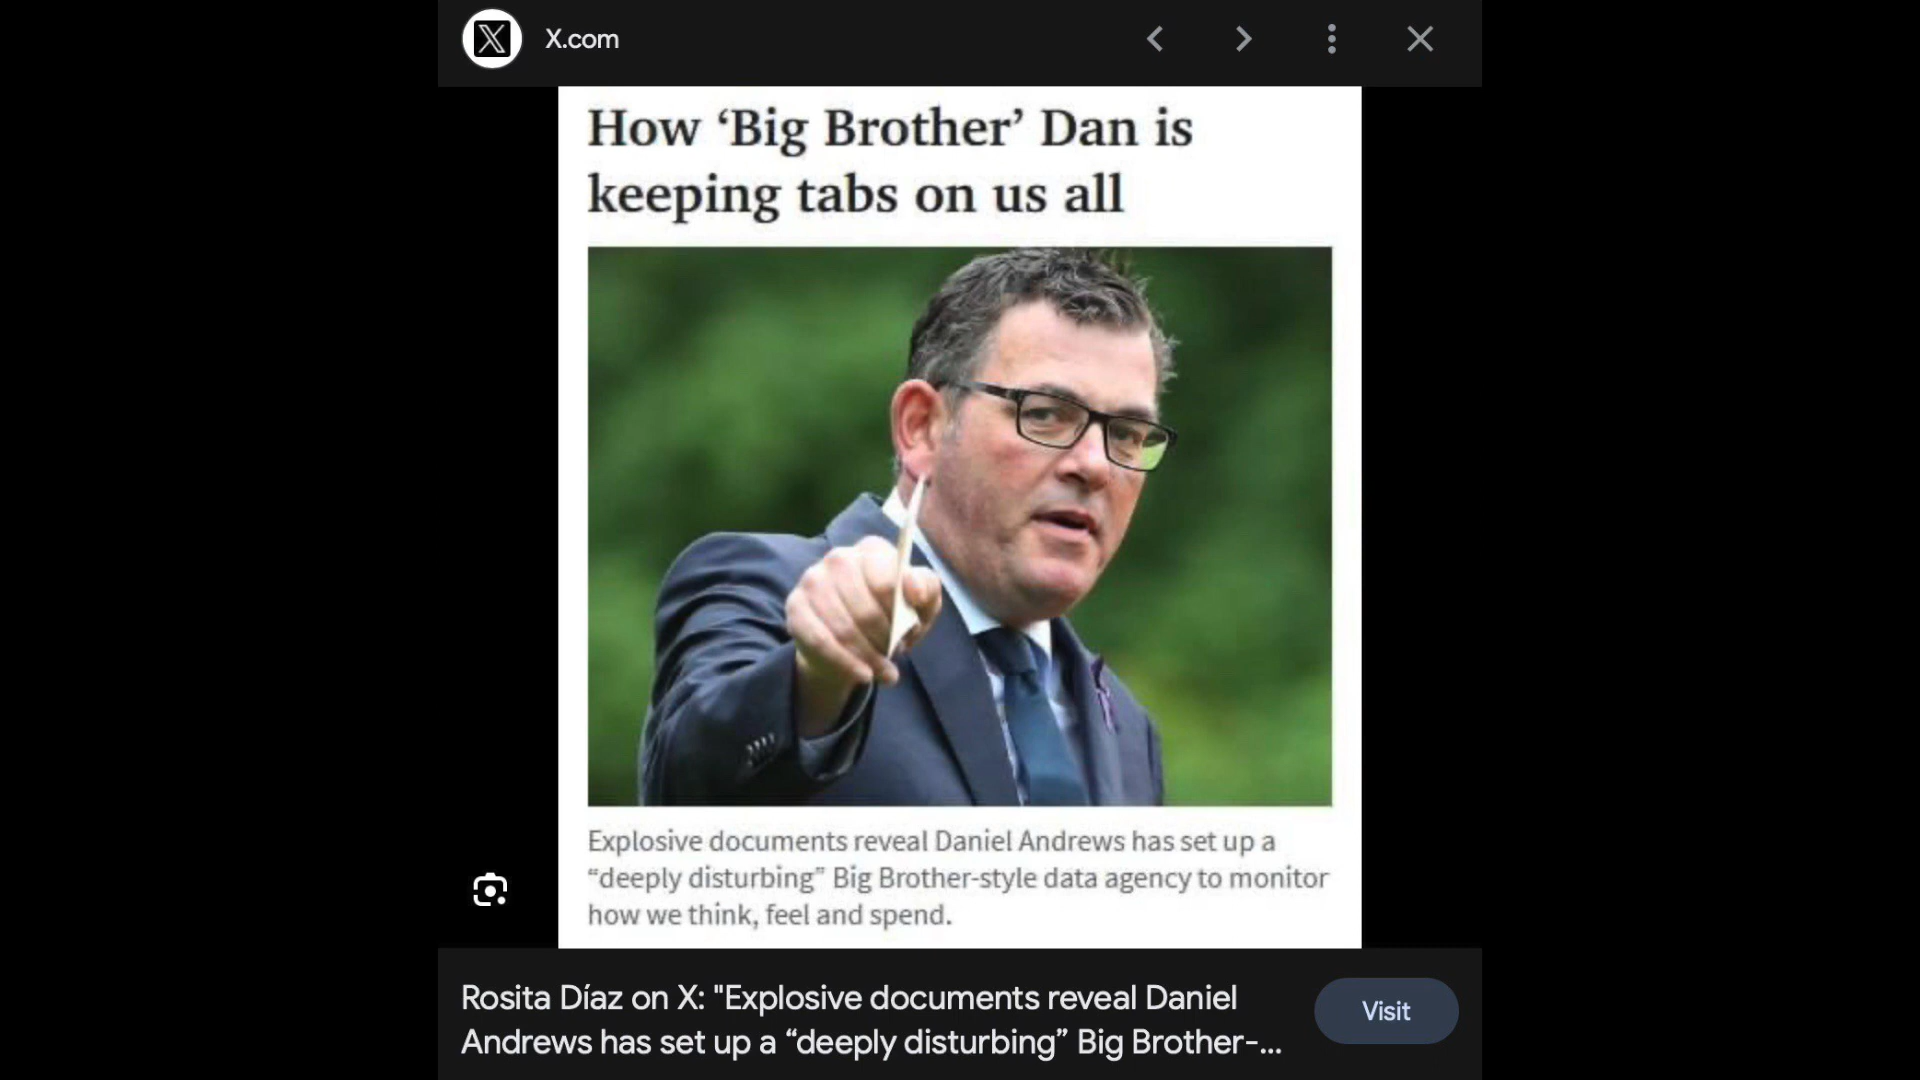 X.com
How ‘Big Brother’ Dan is
keeping tabs on us all
Explosive documents reveal Daniel Andrews has set up a
“deeply disturbing” Big Brother-style data agency to monitor
how we think, feel and spend.
Rosita Díaz on X: "Explosive documents reveal Daniel
Andrews has set up a “deeply disturbing” Big Brother-...
Visit